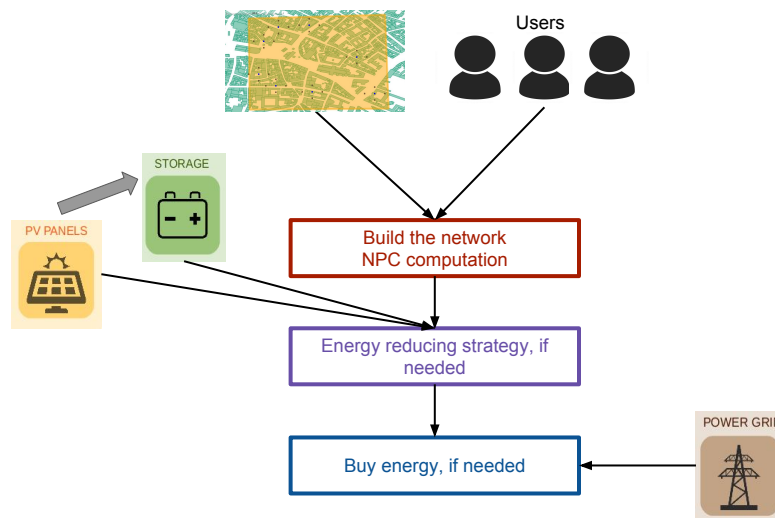 Users
STORAGE
PV PANELS
Build the network
NPC computation
Energy reducing strategy, if
needed
POWER GRI
Buy energy, if needed